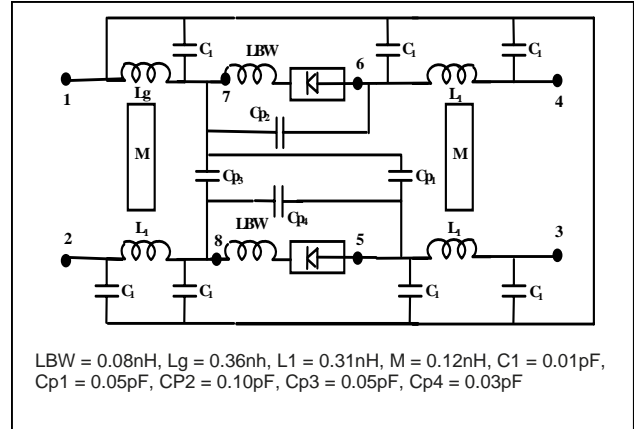 C1 LBW C1 C1
6
1 Lg 7 L1 4
Cp2
M Cp3 Cp1 M
Cp4
2 L1 8 LBW 5 L1 3
C1 C1 C1 C1
LBW = 0.08nH, Lg = 0.36nh, L1 = 0.31nH, M = 0.12nH, C1 = 0.01pF,
Cp1 = 0.05pF, CP2 = 0.10pF, Cp3 = 0.05pF, Cp4 = 0.03pF